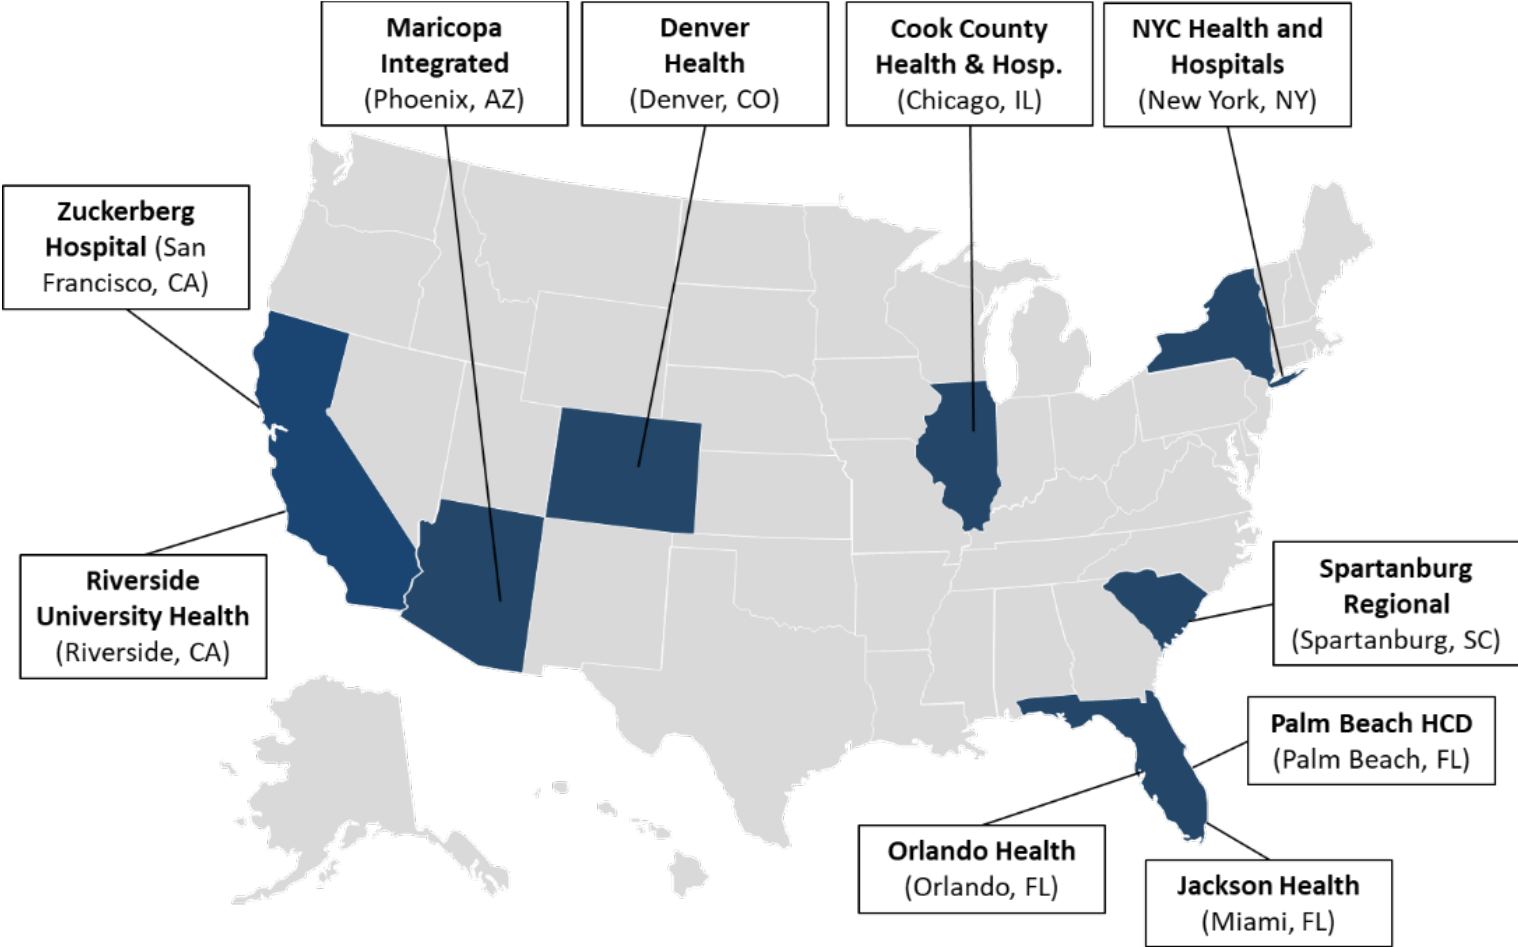 Maricopa
Integrated
(Phoenix, AZ)
Denver
Health
(Denver, CO)
Cook County
Health & Hosp.
(Chicago, IL)
NYC Health and
Hospitals
(New York, NY)
Zuckerberg
Hospital (San
Francisco, CA)
Riverside
University Health
(Riverside, CA)
Spartanburg
Regional
(Spartanburg, SC)
Palm Beach HCD
(Palm Beach, FL)
Orlando Health
(Orlando, FL)
Jackson Health
(Miami, FL)